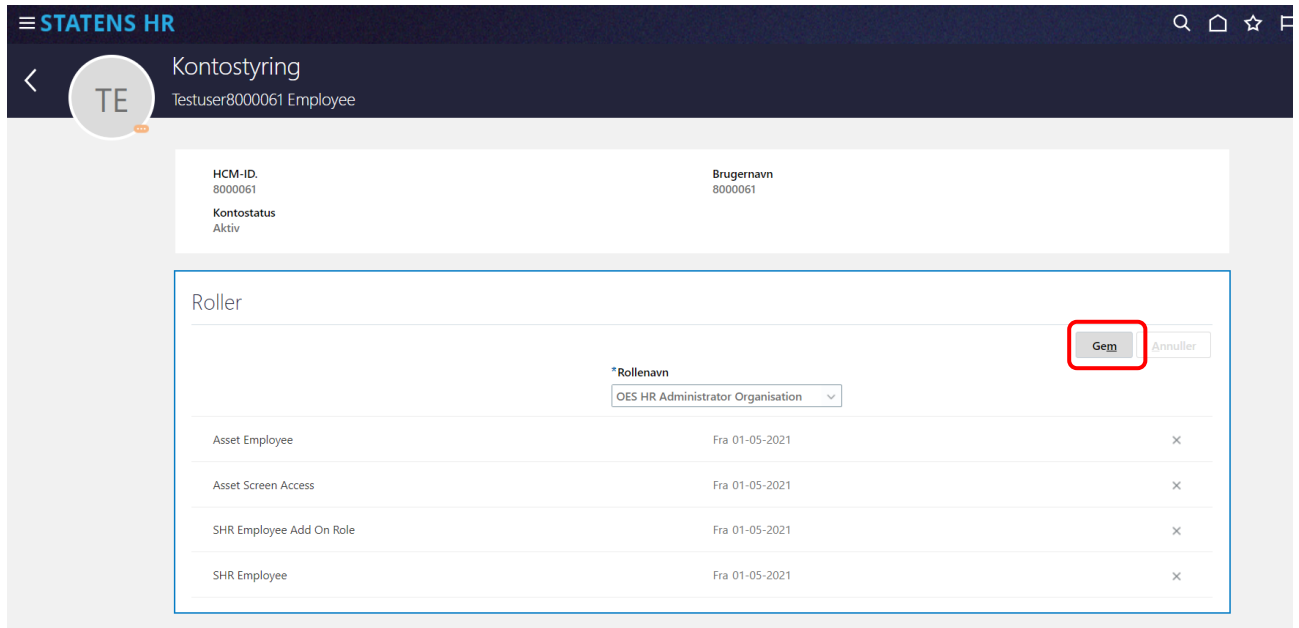 STATENS HR
Kontostyring
TE
Testuser8000061 Employee
HCM-ID.
8000061
Brugernavn
8000061
Kontostatus
Aktiv
Roller
Gem
Annuller
*Rollenavn
OES HR Administrator Organisation
Asset Employee Fra 01-05-2021
Asset Screen Access Fra 01-05-2021
SHR Employee Add On Role Fra 01-05-2021
SHR Employee Fra 01-05-2021